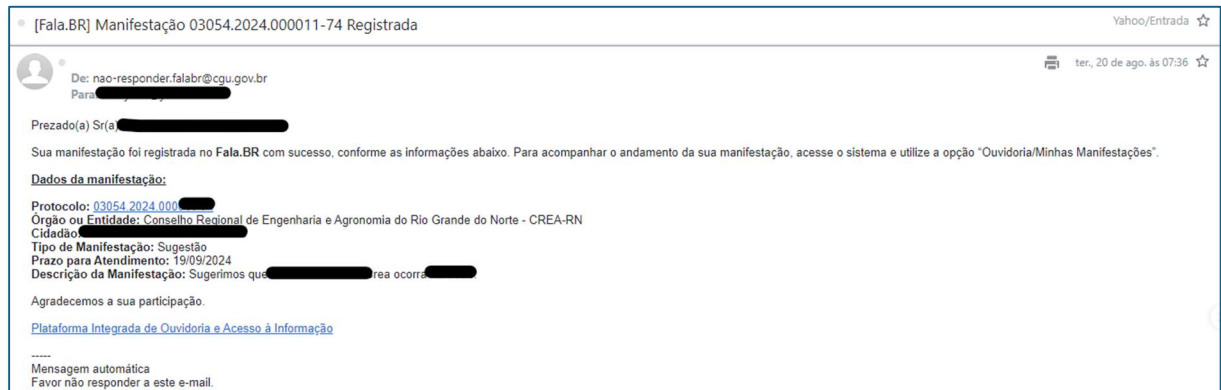 [Fala.BR] Manifestação 03054.2024.000011-74 Registrada
Yahoo/Entrada
De: nao-responder.falabr@cgu.gov.br
ter., 20 de ago. às 07:36
Para
Prezado(a) Sr(a)
Sua manifestação foi registrada no Fala.BR com sucesso, conforme as informações abaixo. Para acompanhar o andamento da sua manifestação, acesse o sistema e utilize a opção “Ouvidoria/Minhas Manifestações”.
Dados da manifestação:
Protocolo: 03054.2024.000
Órgão ou Entidade: Conselho Regional de Engenharia e Agronomia do Rio Grande do Norte - CREA-RN
Cidadão:
Tipo de Manifestação: Sugestão
Prazo para Atendimento: 19/09/2024
Descrição da Manifestação: Sugerimos que rea ocorra
Agradecemos a sua participação.
Plataforma Integrada de Ouvidoria e Acesso à Informação
-----
Mensagem automática
Favor não responder a este e-mail.